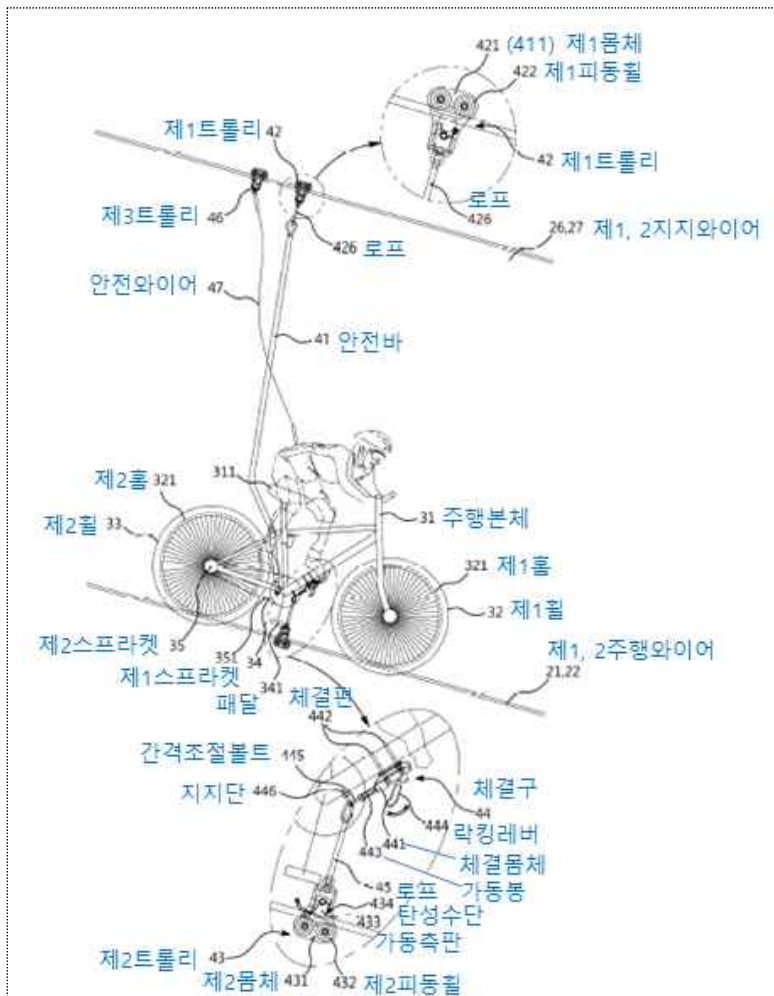 421 (411) 제1몸체
422 제1피동휠
제1트롤리 42
42 제1트롤리
로프
426
제3트롤리 46
426 로프
26,27 제1, 2지지와이어
안전와이어 47
41 안전바
제2홈 321
311
31 주행본체
제2휠 33
321 제1홈
32 제1휠
제2스프라켓 35
351
34
제1, 2주행와이어
21,22
제1스프라켓
341
패달
체결편
442
간격조절볼트 445
체결구
44
지지단 446
444 락킹레버
441
체결몸체
443
가동봉
45 로프
434
탄성수단
433
가동측판
제2트롤리 43
제2몸체 431
432 제2피동휠